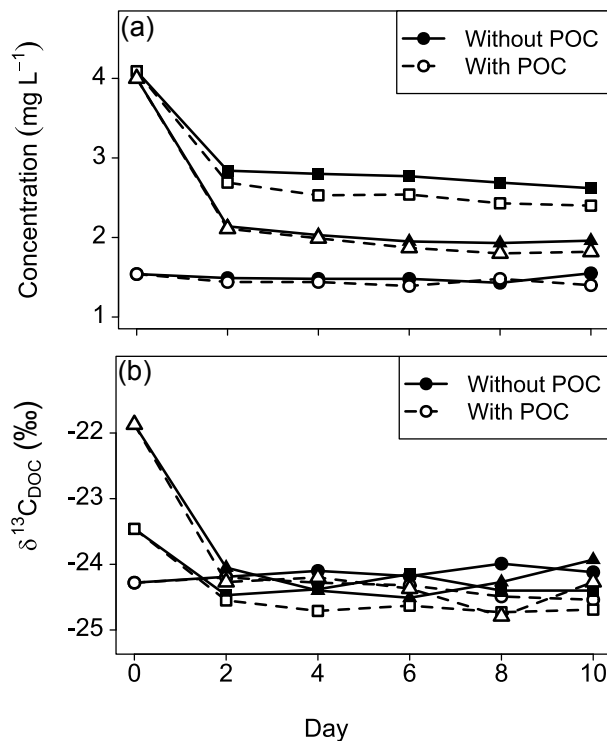 (a)
Without POC
With POC
Concentration (mg L⁻¹)
4
3
2
1
(b)
Without POC
With POC
δ¹³C_DOC (‰)
-22
-23
-24
-25
0 2 4 6 8 10
Day